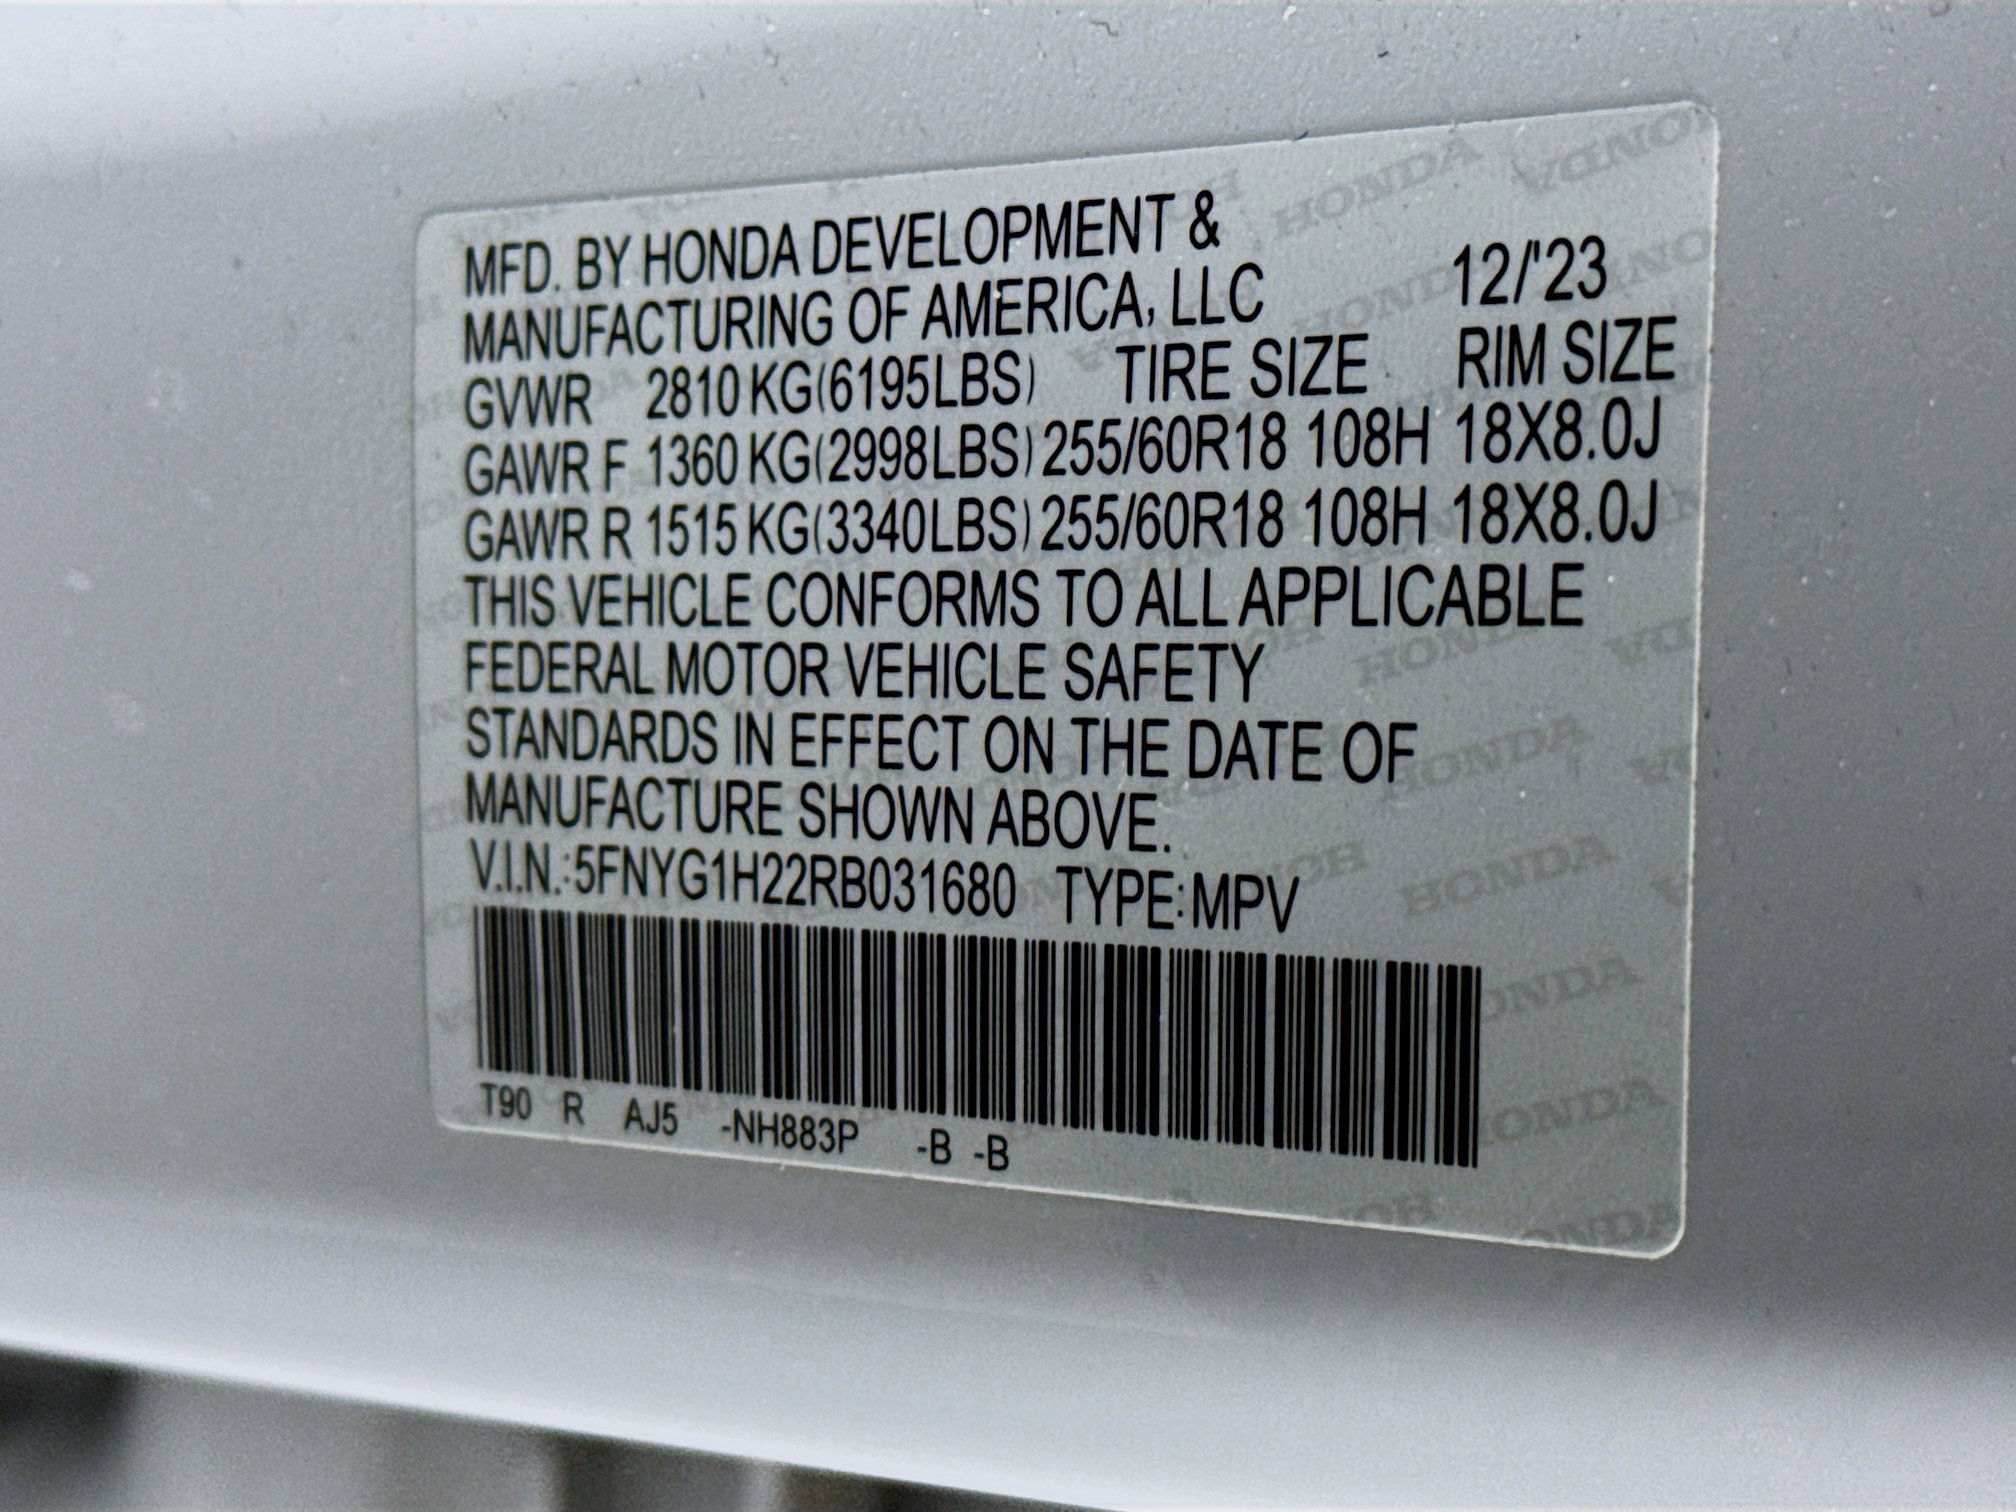 MFD. BY HONDA DEVELOPMENT &
MANUFACTURING OF AMERICA, LLC 12/'23
GVWR 2810 KG(6195LBS) TIRE SIZE RIM SIZE
GAWR F 1360 KG(2998LBS) 255/60R18 108H 18X8.0J
GAWR R 1515 KG(3340LBS) 255/60R18 108H 18X8.0J
THIS VEHICLE CONFORMS TO ALL APPLICABLE
FEDERAL MOTOR VEHICLE SAFETY
STANDARDS IN EFFECT ON THE DATE OF
MANUFACTURE SHOWN ABOVE.
V.I.N.:5FNYG1H22RB031680 TYPE:MPV
T90 R AJ5 -NH883P -B -B